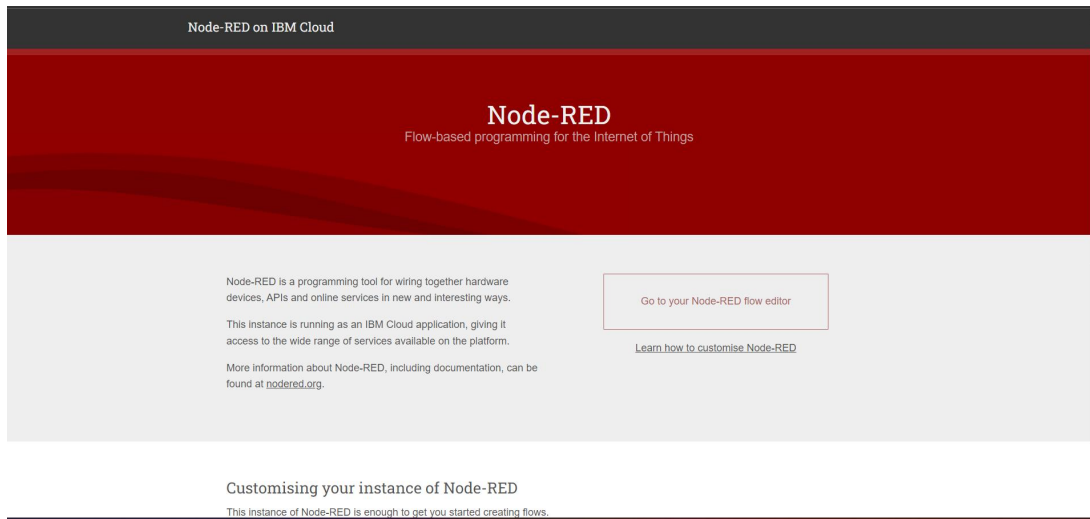 Node-RED on IBM Cloud
Node-RED
Flow-based programming for the Internet of Things
Node-RED is a programming tool for wiring together hardware
devices, APIs and online services in new and interesting ways.
This instance is running as an IBM Cloud application, giving it
access to the wide range of services available on the platform.
More information about Node-RED, including documentation, can be
found at nodered.org.
Go to your Node-RED flow editor
Learn how to customise Node-RED
Customising your instance of Node-RED
This instance of Node-RED is enough to get you started creating flows.